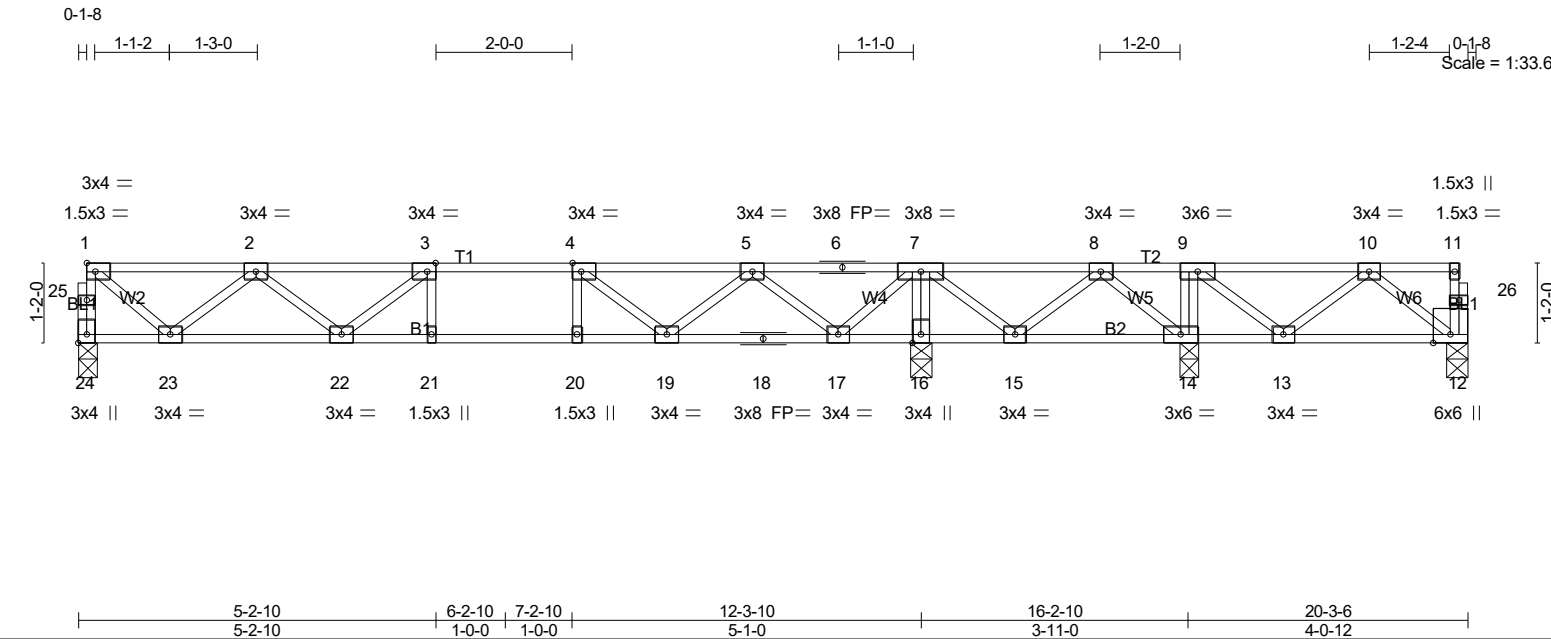 0-1-8
1-1-2 1-3-0 2-0-0 1-1-0 1-2-0 1-2-4 0-1-8
Scale = 1:33.6
3x4 = 1.5x3 ||
1.5x3 = 3x4 = 3x4 = 3x4 = 3x4 = 3x8 FP= 3x8 = 3x4 = 3x6 = 3x4 = 1.5x3 =
1 2 3 4 5 6 7 8 9 10 11
T1 T2
1-2-0 25 BL1 W2 W4 W5 W6 BL1 26 1-2-0
B1 B2
24 23 22 21 20 19 18 17 16 15 14 13 12
3x4 || 3x4 = 3x4 = 1.5x3 || 1.5x3 || 3x4 = 3x8 FP= 3x4 = 3x4 || 3x4 = 3x6 = 3x4 = 6x6 ||
5-2-10 6-2-10 7-2-10 12-3-10 16-2-10 20-3-6
5-2-10 1-0-0 1-0-0 5-1-0 3-11-0 4-0-12